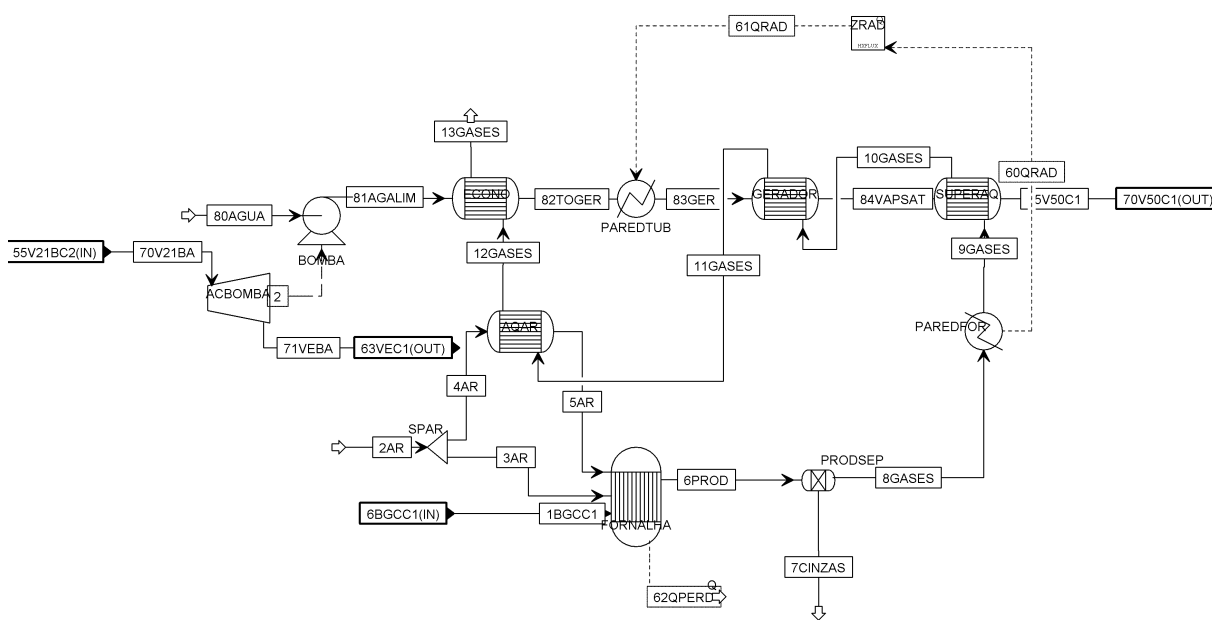 61QRAD
ZRAD
HXFLUX
13GASES
10GASES
60QRAD
81AGALIM
ECONO
82TOGER
83GER
GERADOR
84VAPSAT
SUPERAQ
5V50C1
70V50C1(OUT)
80AGUA
PAREDTUB
55V21BC2(IN)
70V21BA
BOMBA
12GASES
11GASES
9GASES
ACBOMBA
2
AQAR
PAREDFOR
71VEBA
63VEC1(OUT)
4AR
5AR
SPAR
2AR
3AR
PRODSEP
6PROD
8GASES
6BGCC1(IN)
1BGCC1
FORNALHA
7CINZAS
Q
62QPERD